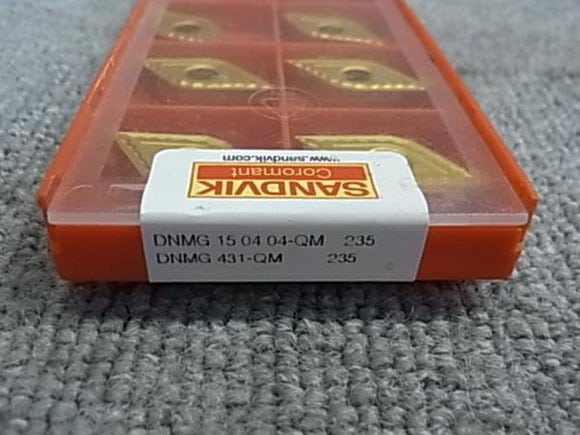 www.sandvik.com
SANDVIK
Coromant
DNMG 15 04 04-QM 235
DNMG 431-QM 235